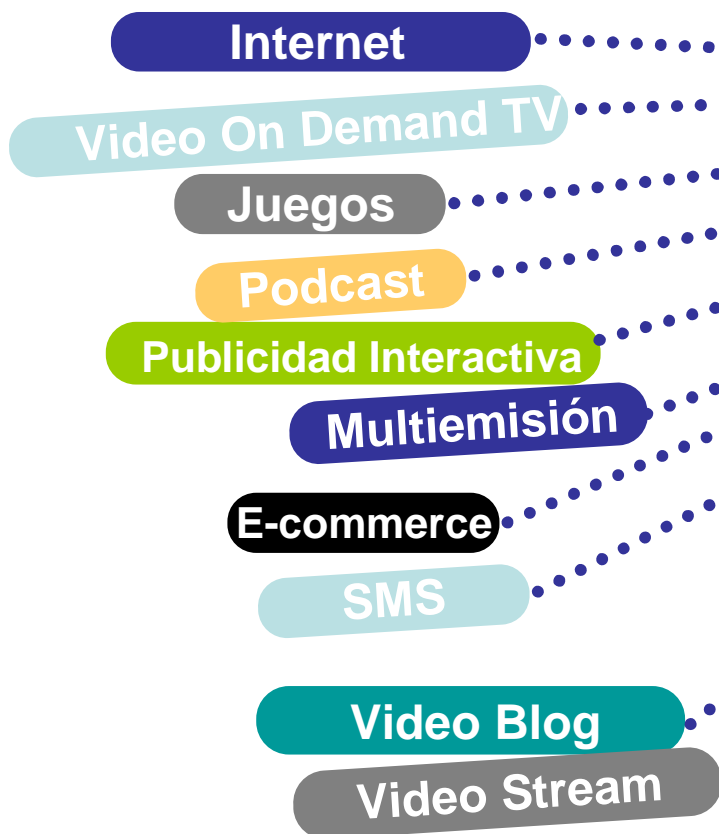 Internet
Video On Demand TV
Juegos
Podcast
Publicidad Interactiva
Multiemisión
E-commerce
SMS
Video Blog
Video Stream